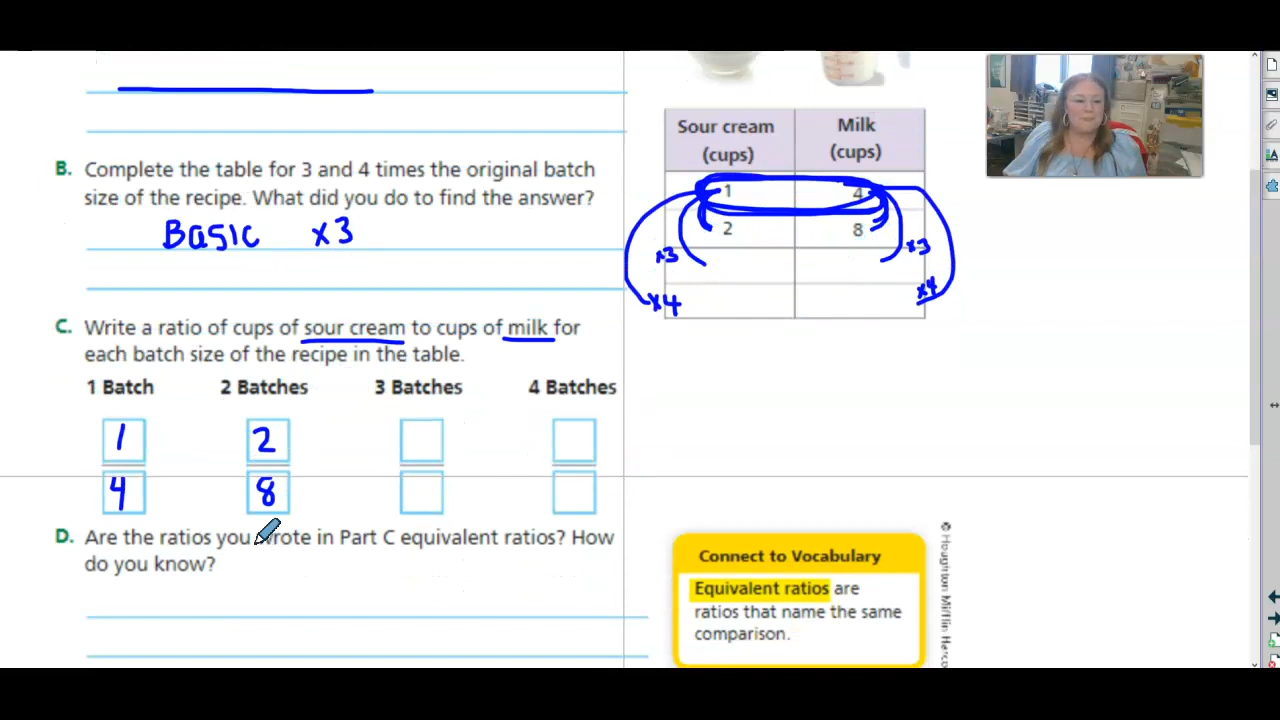 B. Complete the table for 3 and 4 times the original batch
size of the recipe. What did you do to find the answer?
Basic x3
C. Write a ratio of cups of sour cream to cups of milk for
each batch size of the recipe in the table.
1 Batch 2 Batches 3 Batches 4 Batches
1 2
4 8
D. Are the ratios you wrote in Part C equivalent ratios? How
do you know?
Sour cream Milk
(cups) (cups)
1 4
2 8
x3 x3
x4 x4
Connect to Vocabulary
Equivalent ratios are
ratios that name the same
comparison.
© Houghton Mifflin Harco